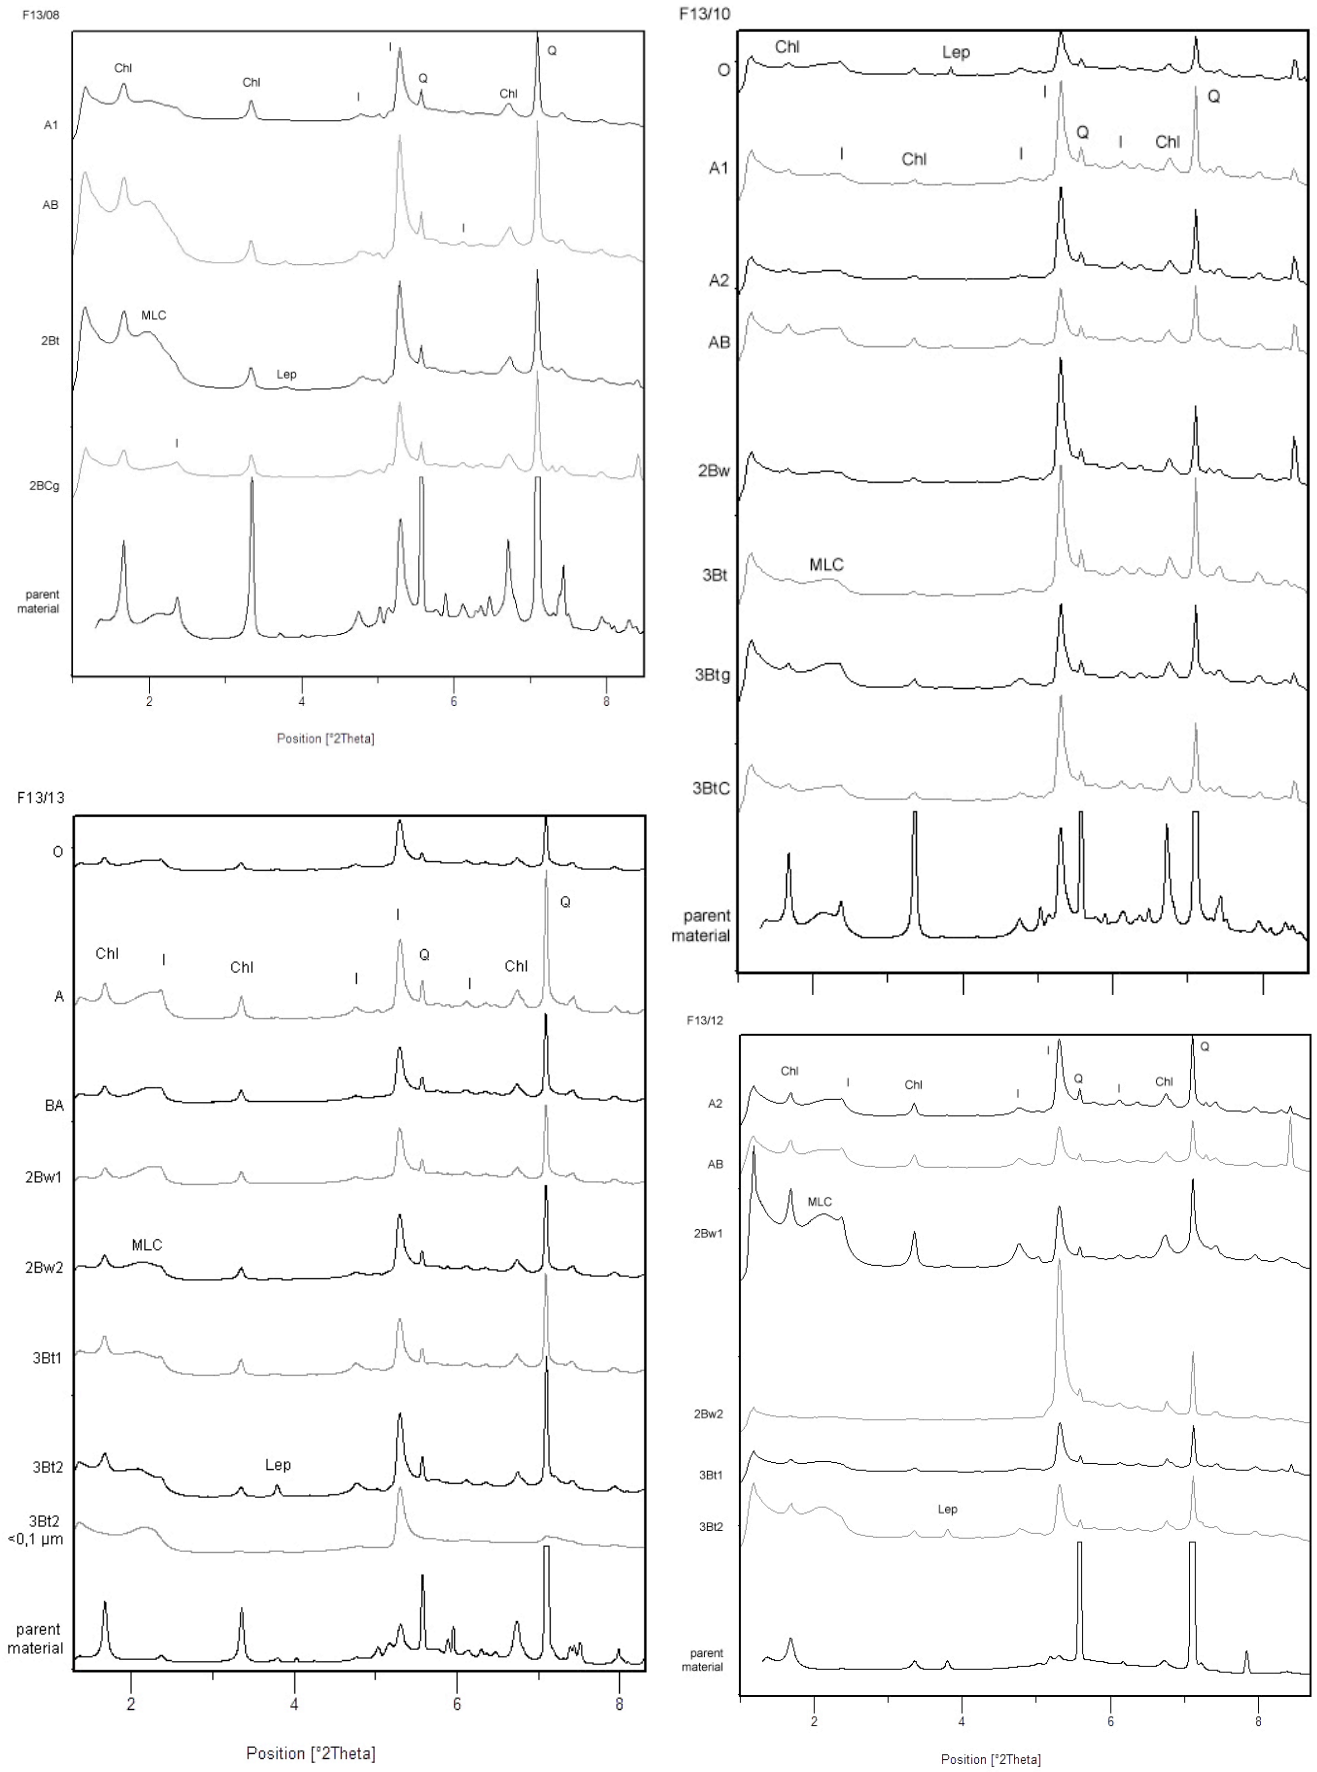 F13/08
Chl
Chl
I
I
Q
Chl
Q
A1
AB
I
2Bt
MLC
Lep
2BCg
I
parent
material
2
4
6
8
Position [°2Theta]
F13/10
O
Chl
Lep
A1
I
Chl
I
I
Q
I
Chl
Q
A2
AB
2Bw
3Bt
MLC
3Btg
3BtC
parent
material
F13/13
O
A
Chl
I
Chl
I
I
Q
I
Chl
Q
BA
2Bw1
2Bw2
MLC
3Bt1
3Bt2
Lep
3Bt2
<0,1 µm
parent
material
2
4
6
8
Position [°2Theta]
F13/12
A2
Chl
I
Chl
I
I
Q
I
Chl
Q
AB
2Bw1
MLC
2Bw2
3Bt1
3Bt2
Lep
parent
material
2
4
6
8
Position [°2Theta]